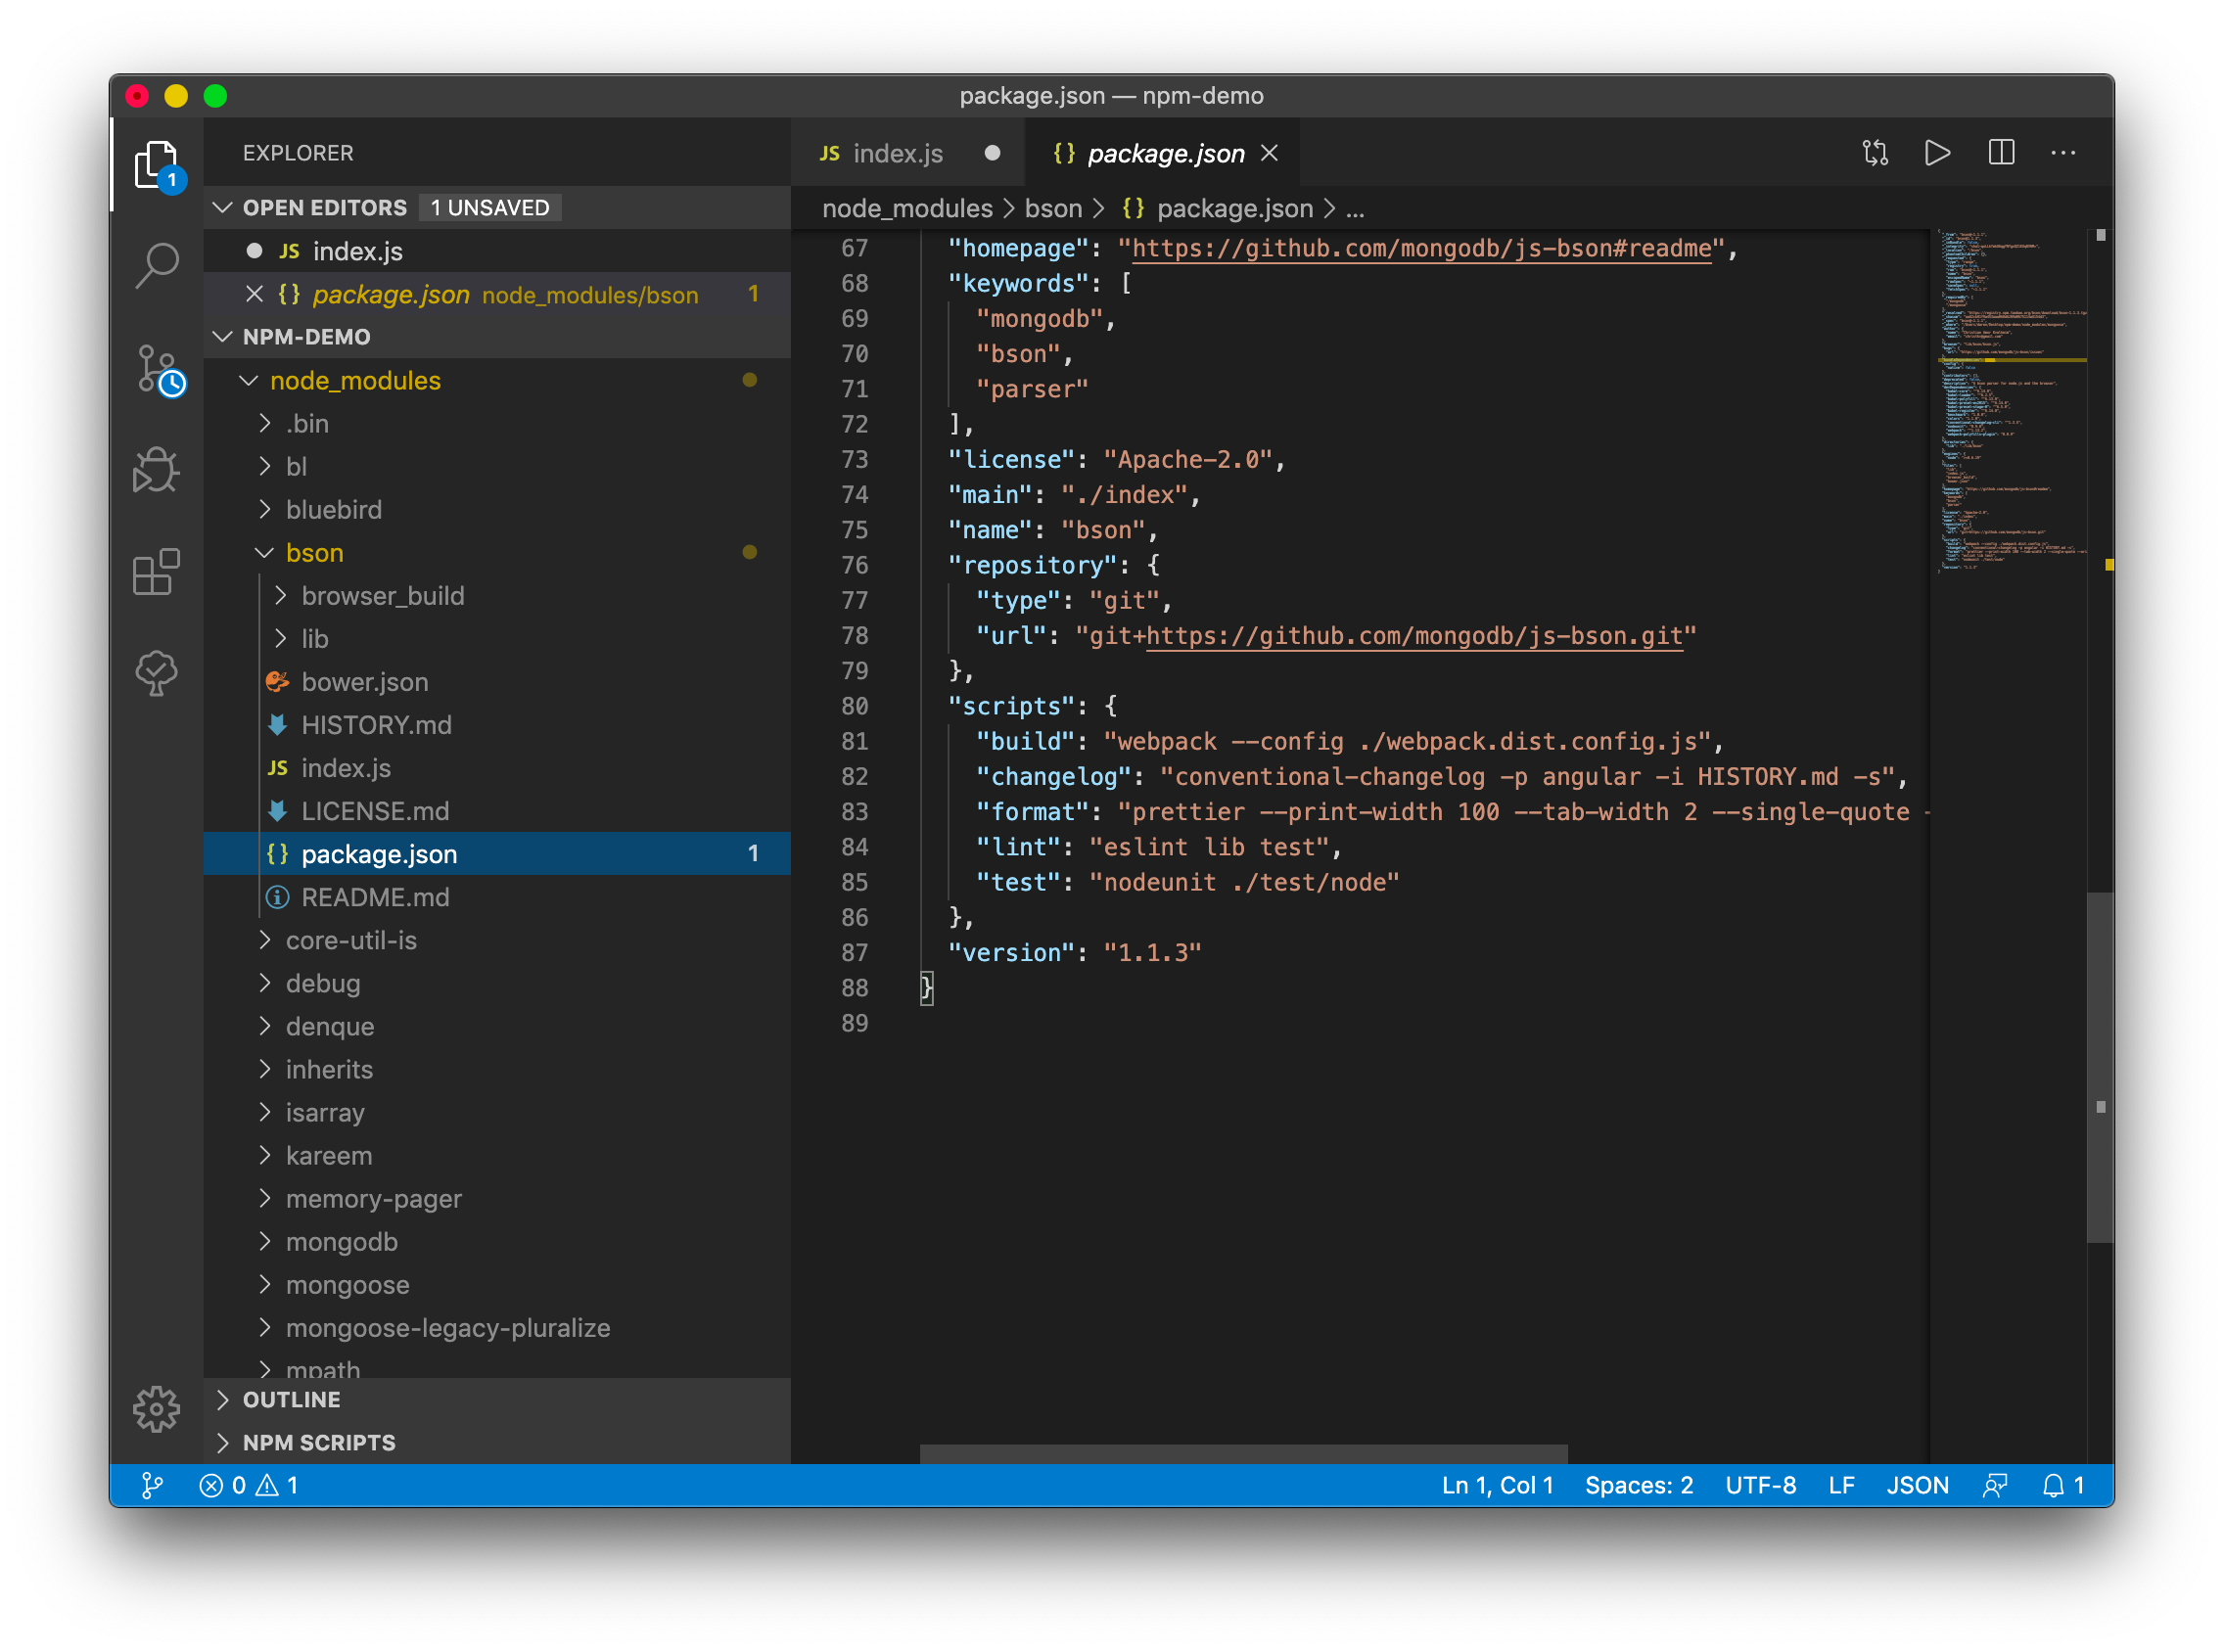 package.json — npm-demo
EXPLORER
OPEN EDITORS 1 UNSAVED
JS index.js
{} package.json node_modules/bson 1
NPM-DEMO
node_modules
.bin
bl
bluebird
bson
browser_build
lib
bower.json
HISTORY.md
JS index.js
LICENSE.md
{} package.json 1
README.md
core-util-is
debug
denque
inherits
isarray
kareem
memory-pager
mongodb
mongoose
mongoose-legacy-pluralize
mpath
OUTLINE
NPM SCRIPTS
1
JS index.js
{} package.json
node_modules > bson > {} package.json > ...
67 "homepage": "https://github.com/mongodb/js-bson#readme",
68 "keywords": [
69 "mongodb",
70 "bson",
71 "parser"
72 ],
73 "license": "Apache-2.0",
74 "main": "./index",
75 "name": "bson",
76 "repository": {
77 "type": "git",
78 "url": "git+https://github.com/mongodb/js-bson.git"
79 },
80 "scripts": {
81 "build": "webpack --config ./webpack.dist.config.js",
82 "changelog": "conventional-changelog -p angular -i HISTORY.md -s",
83 "format": "prettier --print-width 100 --tab-width 2 --single-quote -
84 "lint": "eslint lib test",
85 "test": "nodeunit ./test/node"
86 },
87 "version": "1.1.3"
88 }
89
0 1
Ln 1, Col 1 Spaces: 2 UTF-8 LF JSON 1